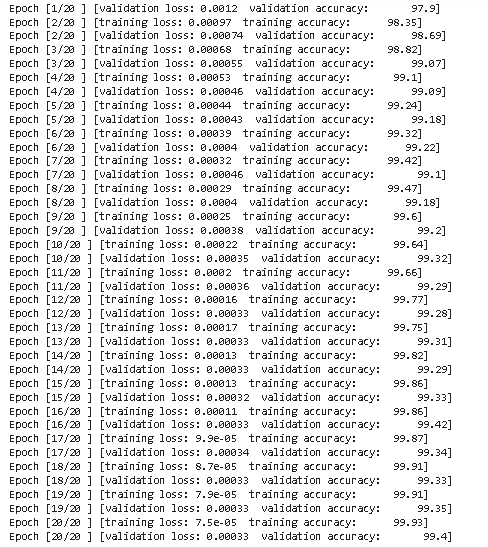 Epoch [1/20 ] [validation loss: 0.0012 validation accuracy: 97.9]
Epoch [2/20 ] [training loss: 0.00097 training accuracy: 98.35]
Epoch [2/20 ] [validation loss: 0.00074 validation accuracy: 98.69]
Epoch [3/20 ] [training loss: 0.00068 training accuracy: 98.82]
Epoch [3/20 ] [validation loss: 0.00055 validation accuracy: 99.07]
Epoch [4/20 ] [training loss: 0.00053 training accuracy: 99.1]
Epoch [4/20 ] [validation loss: 0.00046 validation accuracy: 99.09]
Epoch [5/20 ] [training loss: 0.00044 training accuracy: 99.24]
Epoch [5/20 ] [validation loss: 0.00043 validation accuracy: 99.18]
Epoch [6/20 ] [training loss: 0.00039 training accuracy: 99.32]
Epoch [6/20 ] [validation loss: 0.0004 validation accuracy: 99.22]
Epoch [7/20 ] [training loss: 0.00032 training accuracy: 99.42]
Epoch [7/20 ] [validation loss: 0.00046 validation accuracy: 99.1]
Epoch [8/20 ] [training loss: 0.00029 training accuracy: 99.47]
Epoch [8/20 ] [validation loss: 0.0004 validation accuracy: 99.18]
Epoch [9/20 ] [training loss: 0.00025 training accuracy: 99.6]
Epoch [9/20 ] [validation loss: 0.00038 validation accuracy: 99.2]
Epoch [10/20 ] [training loss: 0.00022 training accuracy: 99.64]
Epoch [10/20 ] [validation loss: 0.00035 validation accuracy: 99.32]
Epoch [11/20 ] [training loss: 0.0002 training accuracy: 99.66]
Epoch [11/20 ] [validation loss: 0.00036 validation accuracy: 99.29]
Epoch [12/20 ] [training loss: 0.00016 training accuracy: 99.77]
Epoch [12/20 ] [validation loss: 0.00033 validation accuracy: 99.28]
Epoch [13/20 ] [training loss: 0.00017 training accuracy: 99.75]
Epoch [13/20 ] [validation loss: 0.00033 validation accuracy: 99.31]
Epoch [14/20 ] [training loss: 0.00013 training accuracy: 99.82]
Epoch [14/20 ] [validation loss: 0.00033 validation accuracy: 99.29]
Epoch [15/20 ] [training loss: 0.00013 training accuracy: 99.86]
Epoch [15/20 ] [validation loss: 0.00032 validation accuracy: 99.33]
Epoch [16/20 ] [training loss: 0.00011 training accuracy: 99.86]
Epoch [16/20 ] [validation loss: 0.00033 validation accuracy: 99.42]
Epoch [17/20 ] [training loss: 9.9e-05 training accuracy: 99.87]
Epoch [17/20 ] [validation loss: 0.00034 validation accuracy: 99.34]
Epoch [18/20 ] [training loss: 8.7e-05 training accuracy: 99.91]
Epoch [18/20 ] [validation loss: 0.00033 validation accuracy: 99.33]
Epoch [19/20 ] [training loss: 7.9e-05 training accuracy: 99.91]
Epoch [19/20 ] [validation loss: 0.00033 validation accuracy: 99.35]
Epoch [20/20 ] [training loss: 7.5e-05 training accuracy: 99.93]
Epoch [20/20 ] [validation loss: 0.00033 validation accuracy: 99.4]